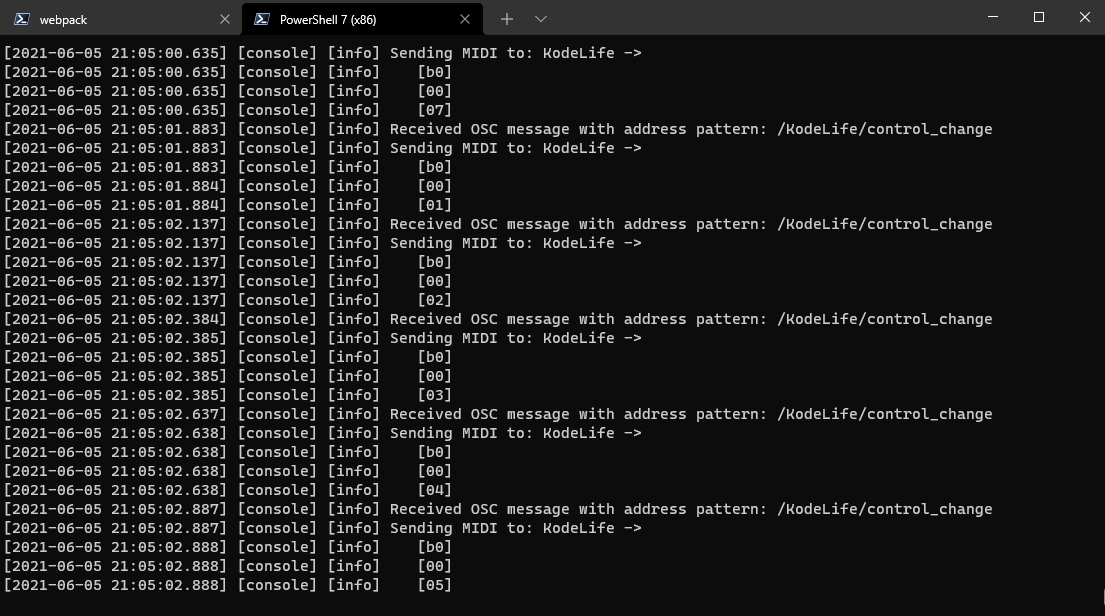 webpack
PowerShell 7 (x86)
[2021-06-05 21:05:00.635] [console] [info] Sending MIDI to: KodeLife ->
[2021-06-05 21:05:00.635] [console] [info]    [b0]
[2021-06-05 21:05:00.635] [console] [info]    [00]
[2021-06-05 21:05:00.635] [console] [info]    [07]
[2021-06-05 21:05:01.883] [console] [info] Received OSC message with address pattern: /KodeLife/control_change
[2021-06-05 21:05:01.883] [console] [info] Sending MIDI to: KodeLife ->
[2021-06-05 21:05:01.883] [console] [info]    [b0]
[2021-06-05 21:05:01.884] [console] [info]    [00]
[2021-06-05 21:05:01.884] [console] [info]    [01]
[2021-06-05 21:05:02.137] [console] [info] Received OSC message with address pattern: /KodeLife/control_change
[2021-06-05 21:05:02.137] [console] [info] Sending MIDI to: KodeLife ->
[2021-06-05 21:05:02.137] [console] [info]    [b0]
[2021-06-05 21:05:02.137] [console] [info]    [00]
[2021-06-05 21:05:02.137] [console] [info]    [02]
[2021-06-05 21:05:02.384] [console] [info] Received OSC message with address pattern: /KodeLife/control_change
[2021-06-05 21:05:02.385] [console] [info] Sending MIDI to: KodeLife ->
[2021-06-05 21:05:02.385] [console] [info]    [b0]
[2021-06-05 21:05:02.385] [console] [info]    [00]
[2021-06-05 21:05:02.385] [console] [info]    [03]
[2021-06-05 21:05:02.637] [console] [info] Received OSC message with address pattern: /KodeLife/control_change
[2021-06-05 21:05:02.638] [console] [info] Sending MIDI to: KodeLife ->
[2021-06-05 21:05:02.638] [console] [info]    [b0]
[2021-06-05 21:05:02.638] [console] [info]    [00]
[2021-06-05 21:05:02.638] [console] [info]    [04]
[2021-06-05 21:05:02.887] [console] [info] Received OSC message with address pattern: /KodeLife/control_change
[2021-06-05 21:05:02.887] [console] [info] Sending MIDI to: KodeLife ->
[2021-06-05 21:05:02.888] [console] [info]    [b0]
[2021-06-05 21:05:02.888] [console] [info]    [00]
[2021-06-05 21:05:02.888] [console] [info]    [05]